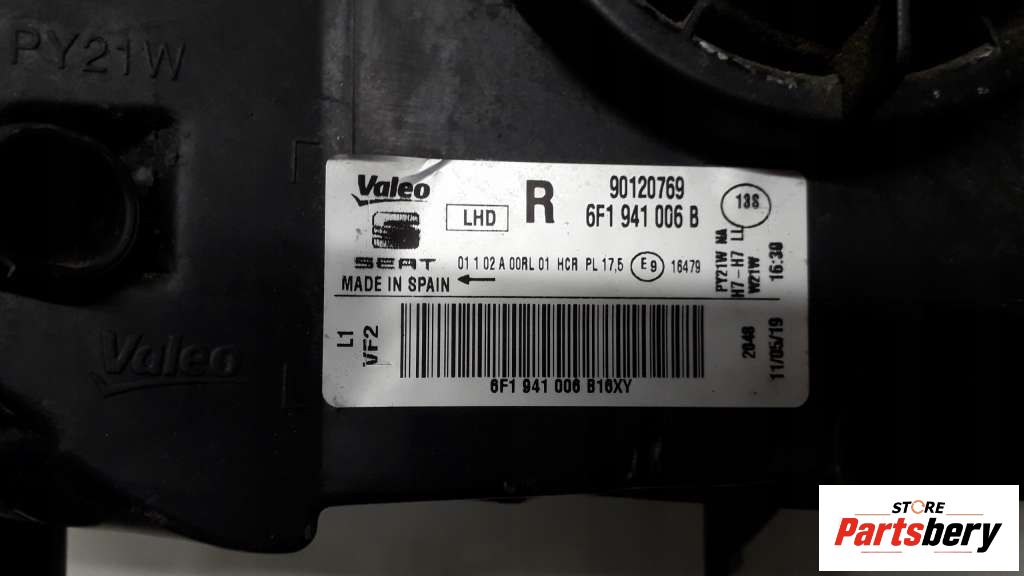 PY21W
Valeo
LHD
R
90120769
6F1 941 006 B
13S
SEAT
01 1 02 A 00RL 01 HCR PL 17,5
E9
16479
MADE IN SPAIN
PY21W NA
H7-H7 LL
W21W
16:30
L1
VF2
2048
11/05/19
6F1 941 006 B16XY
Valeo
STORE
Partsbery